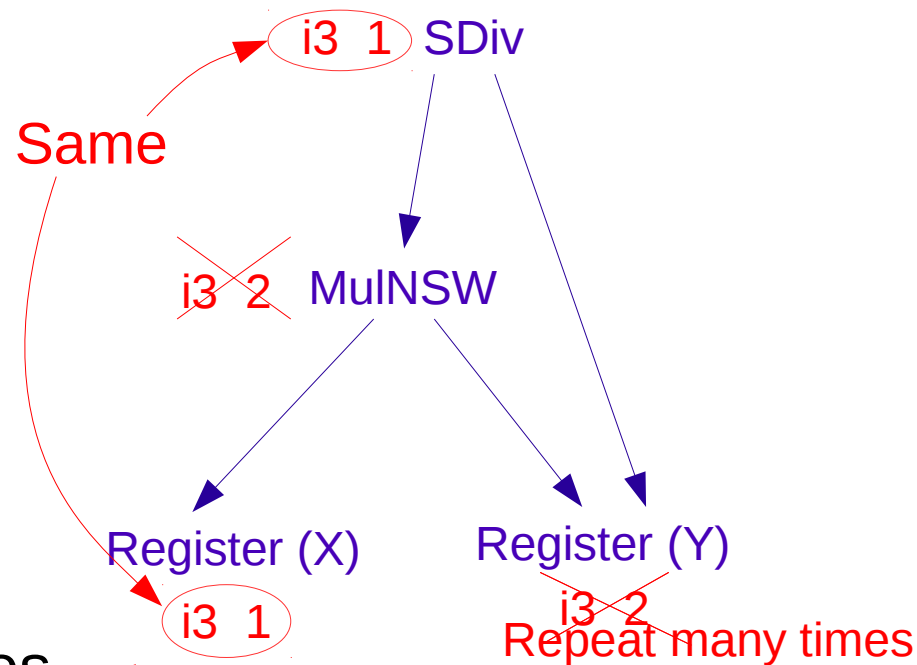 i3 1 SDiv
Same
i3 2 MulNSW
Register (X) Register (Y)
i3 1 i3 2
Repeat many times